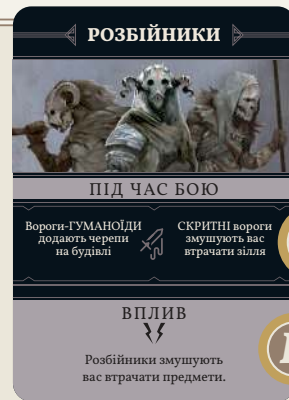 РОЗБІЙНИКИ
ПІД ЧАС БОЮ
Вороги-ГУМАНОЇДИ
додають черепи
на будівлі
СКРИТНІ вороги
змушують вас
втрачати зілля
ВПЛИВ
Розбійники змушують
вас втрачати предмети.